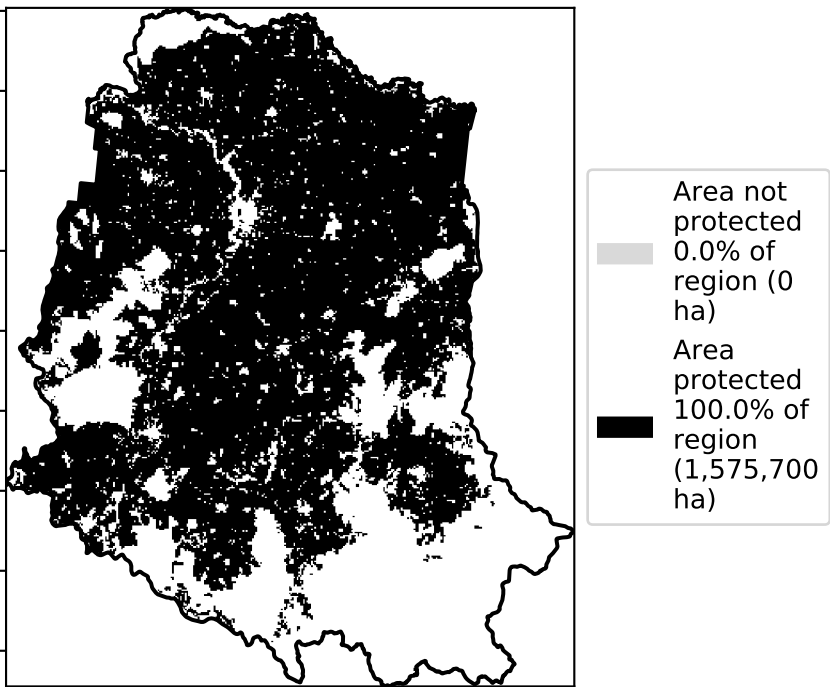 Area not
protected
0.0% of
region (0
ha)
Area
protected
100.0% of
region
(1,575,700
ha)